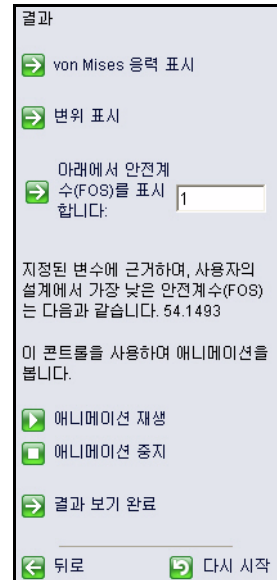 결과
von Mises 응력 표시
변위 표시
아래에서 안전계
수(FOS)를 표시
합니다:
1
지정된 변수에 근거하여, 사용자의
설계에서 가장 낮은 안전계수(FOS)
는 다음과 같습니다. 54.1493
이 콘트롤을 사용하여 애니메이션을
봅니다.
애니메이션 재생
애니메이션 중지
결과 보기 완료
뒤로 다시 시작